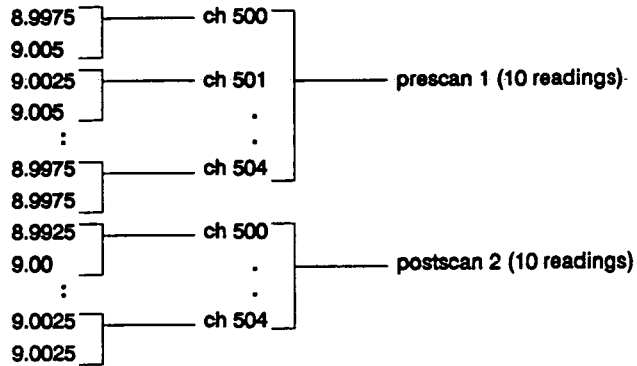 8.9975 ch 500
9.005
9.0025 ch 501 prescan 1 (10 readings)
9.005 .
: .
8.9975 ch 504
8.9975
8.9925 ch 500
9.00 . postscan 2 (10 readings)
: .
9.0025 ch 504
9.0025